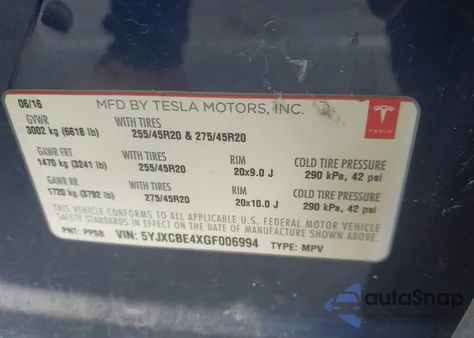 06/16 MFD BY TESLA MOTORS, INC.
GVWR WITH TIRES
3002 kg (6618 lb) 255/45R20 & 275/45R20
GAWR FRT WITH TIRES RIM COLD TIRE PRESSURE
1470 kg (3241 lb) 255/45R20 20x9.0 J 290 kPa, 42 psi
GAWR RR WITH TIRES RIM COLD TIRE PRESSURE
1720 kg (3792 lb) 275/45R20 20x10.0 J 290 kPa, 42 psi
THIS VEHICLE CONFORMS TO ALL APPLICABLE U.S. FEDERAL MOTOR VEHICLE
SAFETY STANDARDS IN EFFECT ON THE DATE OF MANUFACTURE SHOWN ABOVE.
PNT: PPSB VIN: 5YJXCBE4XGF006994 TYPE: MPV
TESLA
autoSnap